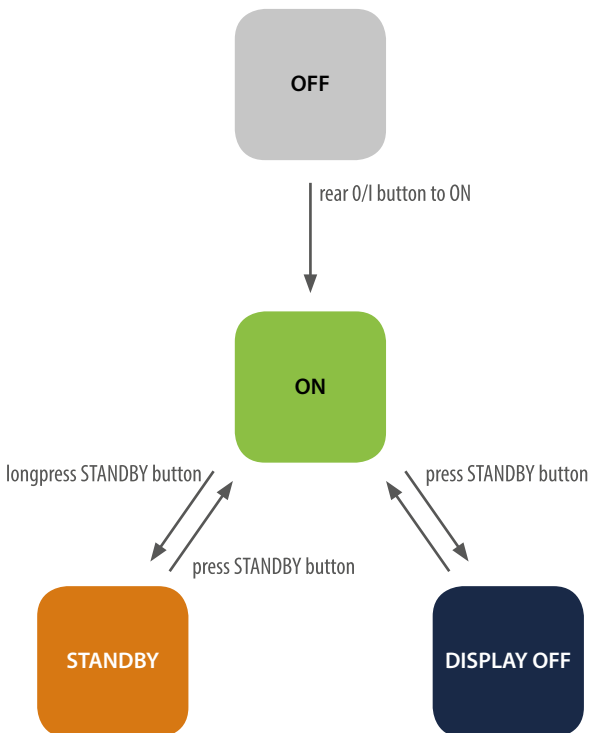 OFF
rear 0/I button to ON
ON
longpress STANDBY button
press STANDBY button
press STANDBY button
STANDBY
DISPLAY OFF